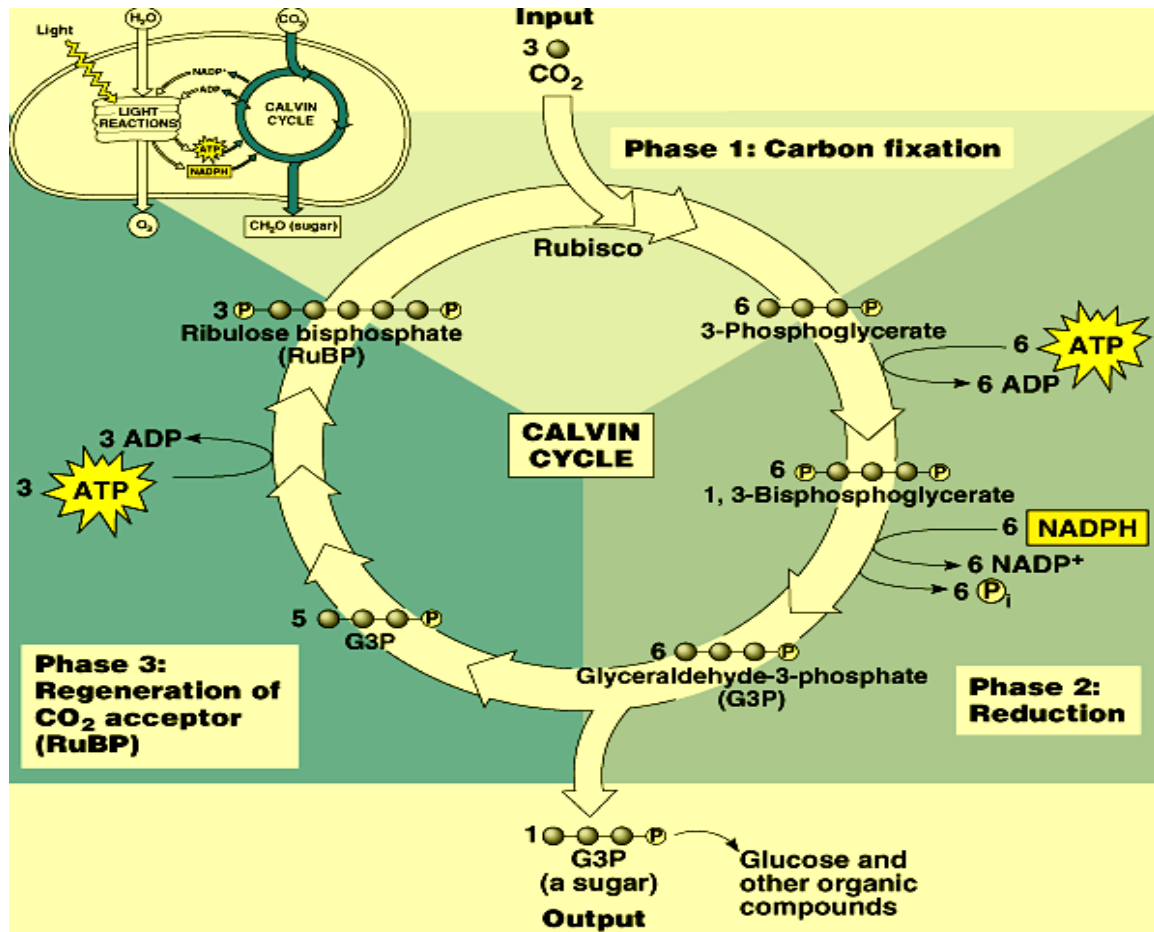 H₂O
CO₂
Light
NADP⁺
ADP
LIGHT
REACTIONS
CALVIN
CYCLE
ATP
NADPH
O₂
CH₂O (sugar)
Input
3
CO₂
Phase 1: Carbon fixation
Rubisco
3 P P
Ribulose bisphosphate
(RuBP)
6 P
3-Phosphoglycerate
6 ATP
6 ADP
CALVIN
CYCLE
3 ADP
3 ATP
6 P P
1, 3-Bisphosphoglycerate
6 NADPH
6 NADP⁺
6 Pᵢ
5 P
G3P
6 P
Glyceraldehyde-3-phosphate
(G3P)
Phase 3:
Regeneration of
CO₂ acceptor
(RuBP)
Phase 2:
Reduction
1 P
G3P
(a sugar)
Output
Glucose and
other organic
compounds